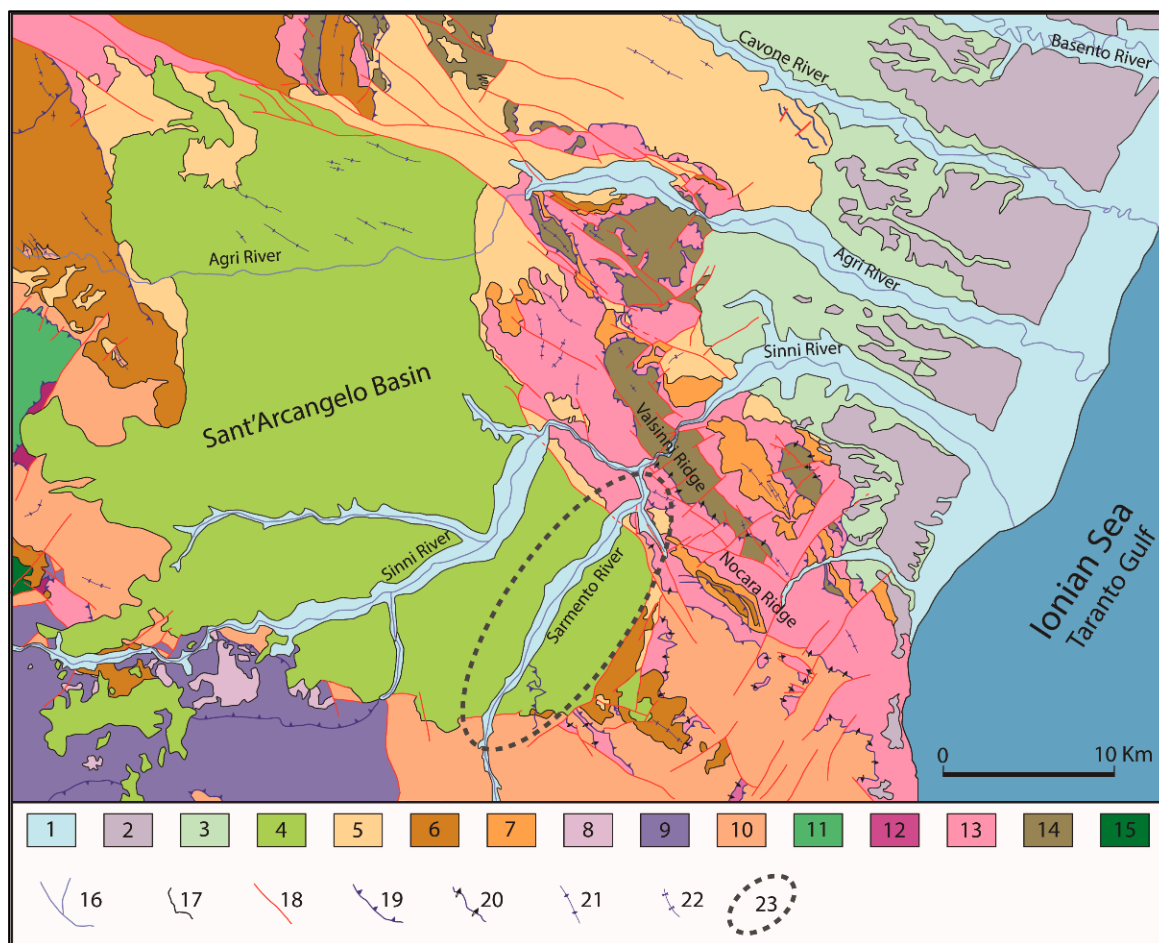 Cavone River
Basento River
Agri River
Agri River
Sinni River
Sant'Arcangelo Basin
Valsinni Ridge
Sinni River
Sarmento River
Nocara Ridge
Ionian Sea
Taranto Gulf
0 10 Km
1 2 3 4 5 6 7 8 9 10 11 12 13 14 15
16 17 18 19 20 21 22 23